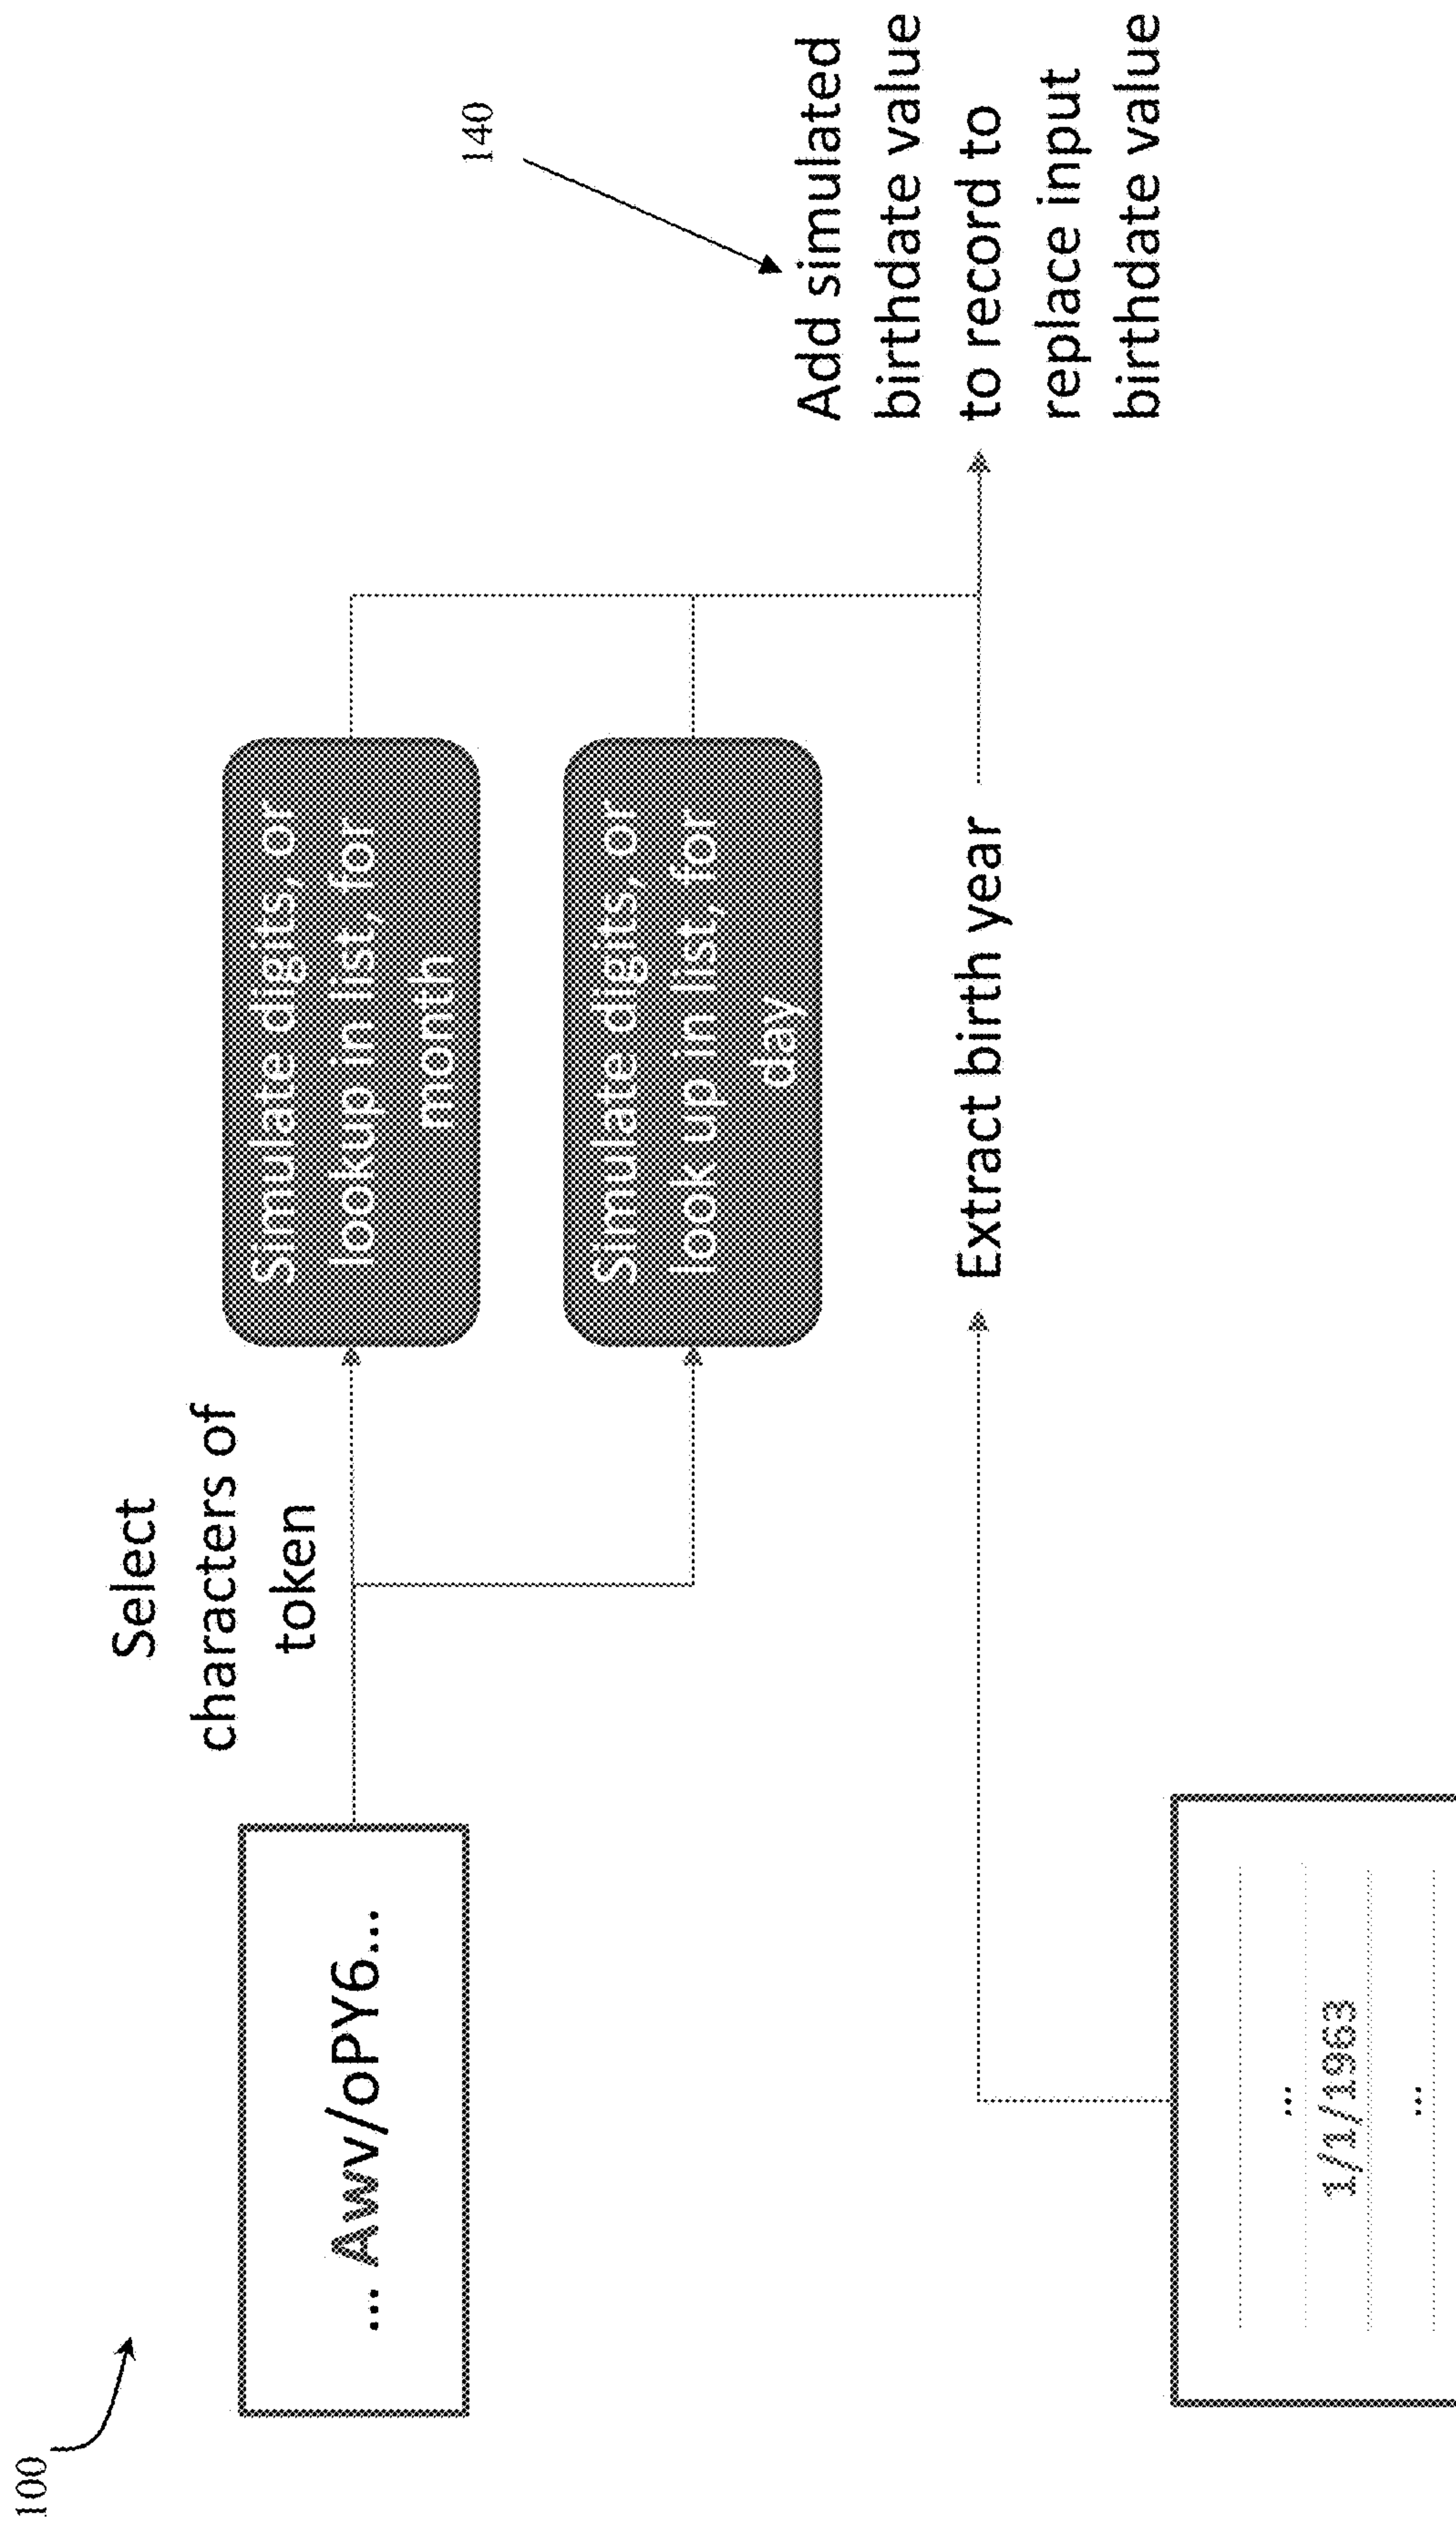 100
140
Select
characters of
token
... Awv/oPY6...
Simulate digits, or
lookup in list, for
month
Simulate digits, or
look up in list, for
day
Extract birth year
Add simulated
birthdate value
to record to
replace input
birthdate value
...
1/1/1963
...